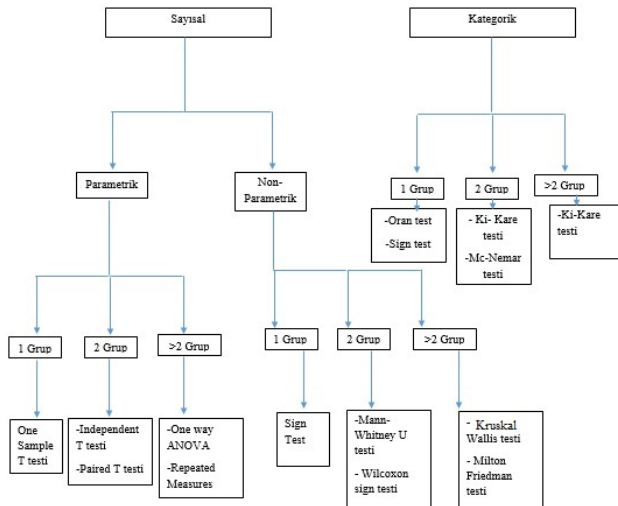 Sayısal
Kategorik
Parametrik
Non-
Parametrik
1 Grup
2 Grup
>2 Grup
-Oran test
-Sign test
- Ki- Kare
testi
-Mc-Nemar
testi
-Ki-Kare
testi
1 Grup
2 Grup
>2 Grup
1 Grup
2 Grup
>2 Grup
One
Sample
T testi
-Independent
T testi
-Paired T testi
-One way
ANOVA
-Repeated
Measures
Sign
Test
-Mann-
Whitney U
testi
- Wilcoxon
sign testi
- Kruskal
Wallis testi
- Milton
Friedman
testi